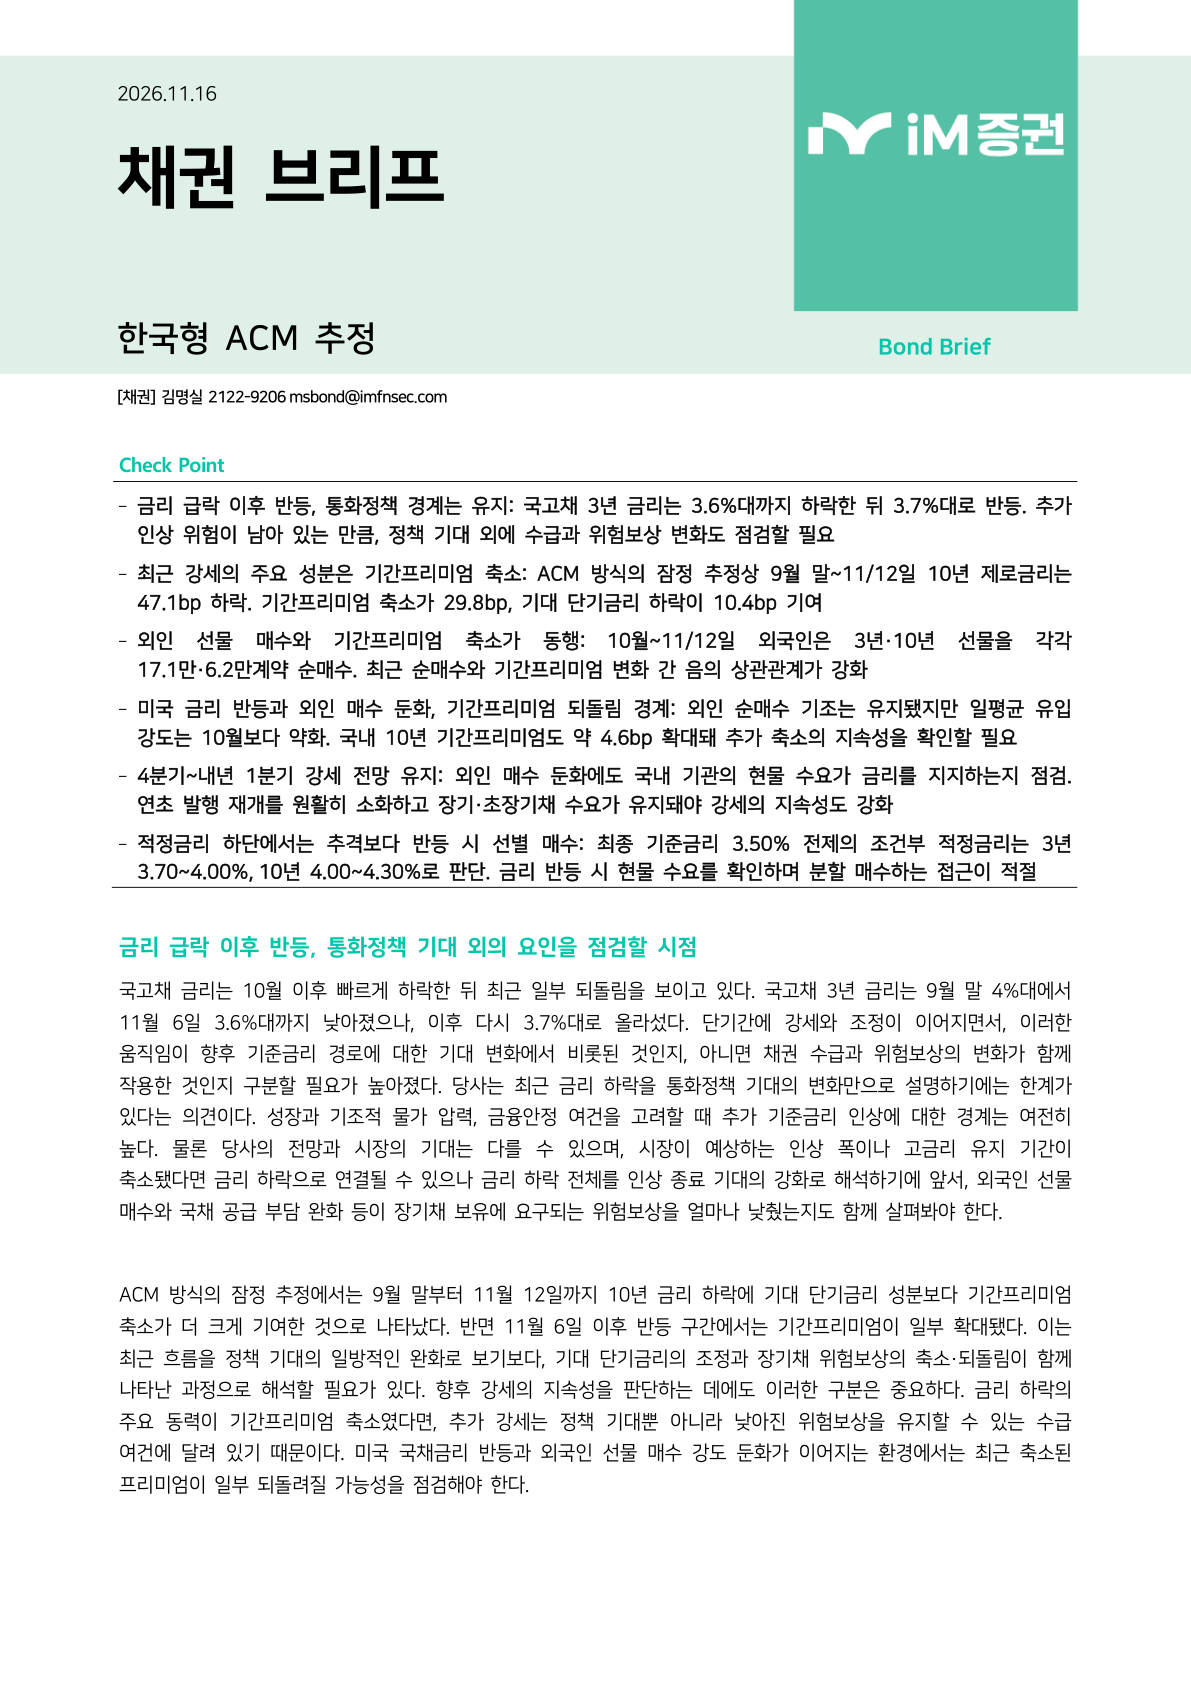 2026.11.16
iM증권
채권 브리프
한국형 ACM 추정
Bond Brief
[채권] 김명실 2122-9206 msbond@imfnsec.com
Check Point
– 금리 급락 이후 반등, 통화정책 경계는 유지: 국고채 3년 금리는 3.6%대까지 하락한 뒤 3.7%대로 반등. 추가
인상 위험이 남아 있는 만큼, 정책 기대 외에 수급과 위험보상 변화도 점검할 필요
– 최근 강세의 주요 성분은 기간프리미엄 축소: ACM 방식의 잠정 추정상 9월 말~11/12일 10년 제로금리는
47.1bp 하락. 기간프리미엄 축소가 29.8bp, 기대 단기금리 하락이 10.4bp 기여
– 외인 선물 매수와 기간프리미엄 축소가 동행: 10월~11/12일 외국인은 3년·10년 선물을 각각
17.1만·6.2만계약 순매수. 최근 순매수와 기간프리미엄 변화 간 음의 상관관계가 강화
– 미국 금리 반등과 외인 매수 둔화, 기간프리미엄 되돌림 경계: 외인 순매수 기조는 유지됐지만 일평균 유입
강도는 10월보다 약화. 국내 10년 기간프리미엄도 약 4.6bp 확대돼 추가 축소의 지속성을 확인할 필요
– 4분기~내년 1분기 강세 전망 유지: 외인 매수 둔화에도 국내 기관의 현물 수요가 금리를 지지하는지 점검.
연초 발행 재개를 원활히 소화하고 장기·초장기채 수요가 유지돼야 강세의 지속성도 강화
– 적정금리 하단에서는 추격보다 반등 시 선별 매수: 최종 기준금리 3.50% 전제의 조건부 적정금리는 3년
3.70~4.00%, 10년 4.00~4.30%로 판단. 금리 반등 시 현물 수요를 확인하며 분할 매수하는 접근이 적절
금리 급락 이후 반등, 통화정책 기대 외의 요인을 점검할 시점
국고채 금리는 10월 이후 빠르게 하락한 뒤 최근 일부 되돌림을 보이고 있다. 국고채 3년 금리는 9월 말 4%대에서
11월 6일 3.6%대까지 낮아졌으나, 이후 다시 3.7%대로 올라섰다. 단기간에 강세와 조정이 이어지면서, 이러한
움직임이 향후 기준금리 경로에 대한 기대 변화에서 비롯된 것인지, 아니면 채권 수급과 위험보상의 변화가 함께
작용한 것인지 구분할 필요가 높아졌다. 당사는 최근 금리 하락을 통화정책 기대의 변화만으로 설명하기에는 한계가
있다는 의견이다. 성장과 기조적 물가 압력, 금융안정 여건을 고려할 때 추가 기준금리 인상에 대한 경계는 여전히
높다. 물론 당사의 전망과 시장의 기대는 다를 수 있으며, 시장이 예상하는 인상 폭이나 고금리 유지 기간이
축소됐다면 금리 하락으로 연결될 수 있으나 금리 하락 전체를 인상 종료 기대의 강화로 해석하기에 앞서, 외국인 선물
매수와 국채 공급 부담 완화 등이 장기채 보유에 요구되는 위험보상을 얼마나 낮췄는지도 함께 살펴봐야 한다.
ACM 방식의 잠정 추정에서는 9월 말부터 11월 12일까지 10년 금리 하락에 기대 단기금리 성분보다 기간프리미엄
축소가 더 크게 기여한 것으로 나타났다. 반면 11월 6일 이후 반등 구간에서는 기간프리미엄이 일부 확대됐다. 이는
최근 흐름을 정책 기대의 일방적인 완화로 보기보다, 기대 단기금리의 조정과 장기채 위험보상의 축소·되돌림이 함께
나타난 과정으로 해석할 필요가 있다. 향후 강세의 지속성을 판단하는 데에도 이러한 구분은 중요하다. 금리 하락의
주요 동력이 기간프리미엄 축소였다면, 추가 강세는 정책 기대뿐 아니라 낮아진 위험보상을 유지할 수 있는 수급
여건에 달려 있기 때문이다. 미국 국채금리 반등과 외국인 선물 매수 강도 둔화가 이어지는 환경에서는 최근 축소된
프리미엄이 일부 되돌려질 가능성을 점검해야 한다.